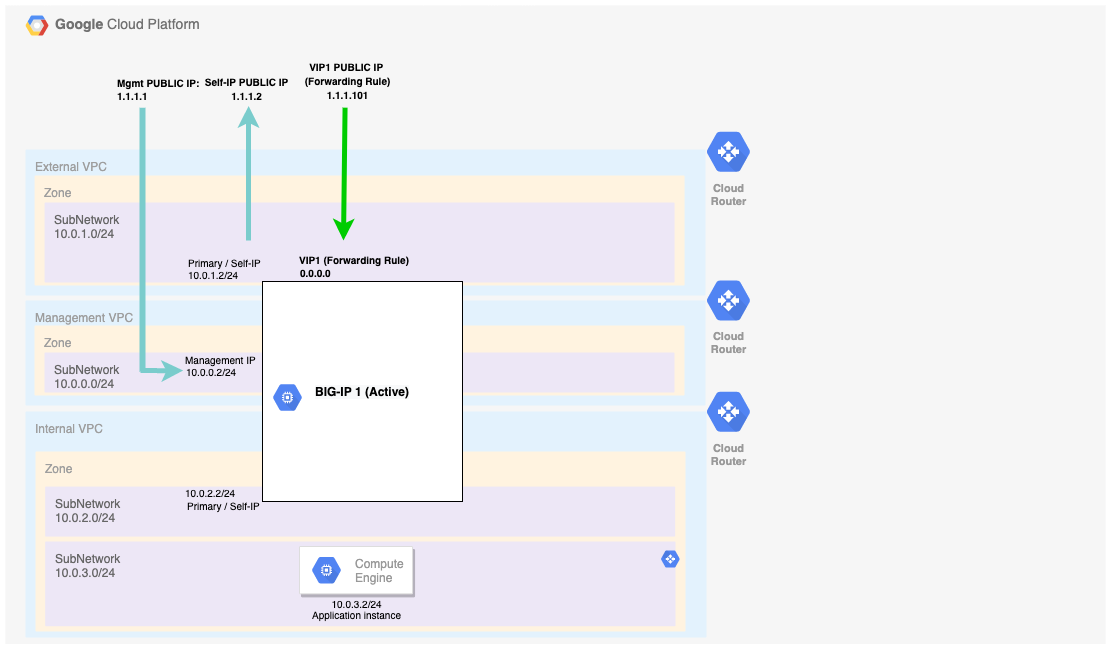 Google Cloud Platform
Mgmt PUBLIC IP:
1.1.1.1
Self-IP PUBLIC IP
1.1.1.2
VIP1 PUBLIC IP
(Forwarding Rule)
1.1.1.101
External VPC
Zone
SubNetwork
10.0.1.0/24
Primary / Self-IP
10.0.1.2/24
VIP1 (Forwarding Rule)
0.0.0.0
Cloud
Router
Management VPC
Zone
SubNetwork
10.0.0.0/24
Management IP
10.0.0.2/24
BIG-IP 1 (Active)
Cloud
Router
Internal VPC
Zone
SubNetwork
10.0.2.0/24
10.0.2.2/24
Primary / Self-IP
Cloud
Router
SubNetwork
10.0.3.0/24
Compute
Engine
10.0.3.2/24
Application instance